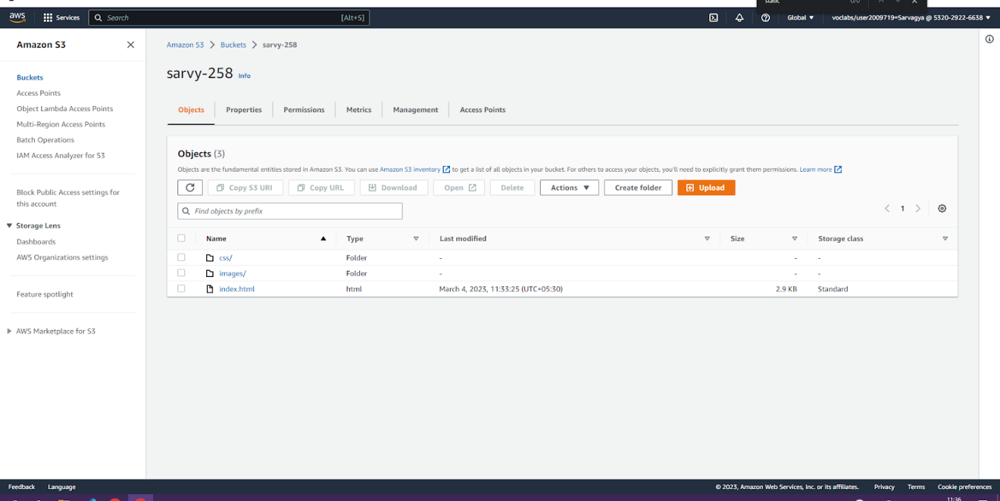 static 0/0
aws Services Search [Alt+S] Global ▼ voclabs/user2009719=Sarvagya @ 5320-2922-6638 ▼
Amazon S3
Buckets
Access Points
Object Lambda Access Points
Multi-Region Access Points
Batch Operations
IAM Access Analyzer for S3
Block Public Access settings for
this account
Storage Lens
Dashboards
AWS Organizations settings
Feature spotlight
AWS Marketplace for S3
Amazon S3 > Buckets > sarvy-258
sarvy-258 Info
Objects Properties Permissions Metrics Management Access Points
Objects (3)
Objects are the fundamental entities stored in Amazon S3. You can use Amazon S3 inventory to get a list of all objects in your bucket. For others to access your objects, you'll need to explicitly grant them permissions. Learn more
Copy S3 URI Copy URL Download Open Delete Actions ▼ Create folder Upload
Find objects by prefix
< 1 >
Name Type Last modified Size Storage class
css/ Folder - - -
images/ Folder - - -
index.html html March 4, 2023, 11:33:25 (UTC+05:30) 2.9 KB Standard
Feedback Language © 2023, Amazon Web Services, Inc. or its affiliates. Privacy Terms Cookie preferences
11:36